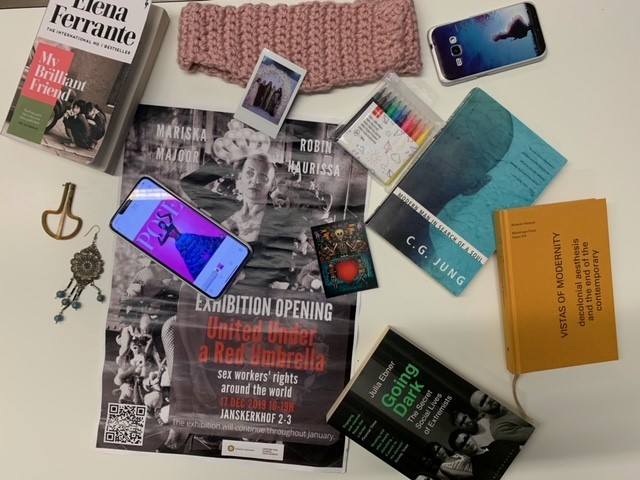 Elena
Ferrante
THE INTERNATIONAL NO 1 BESTSELLER
My
Brilliant
Friend
MARISKA
MAJOOR
ROBIN
HAURISSA
POSE
EXHIBITION OPENING
United Under
a Red Umbrella
sex workers' rights
around the world
17 DEC 2019 16-19H
JANSKERHOF 2-3
The exhibition will continue throughout january.
MODERN MAN IN SEARCH OF A SOUL
C.G. JUNG
VISTAS OF MODERNITY
decolonial aesthesis
and the end of the
contemporary
Julia Ebner
Going
Dark
The Secret
Social Lives
of Extremists